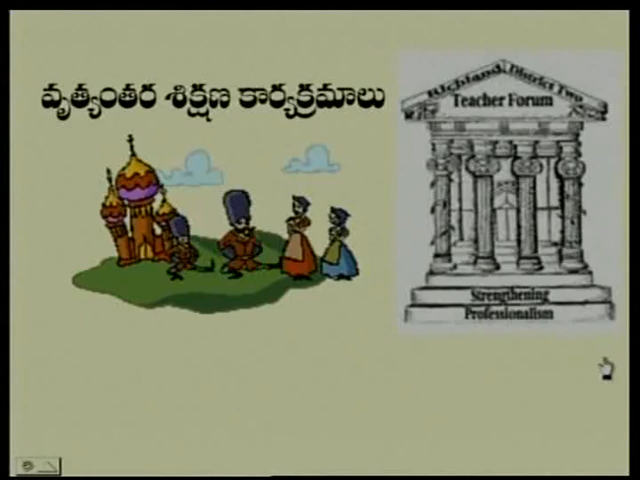 వృత్యంతర శిక్షణ కార్యక్రమాలు
Richland District Two
Teacher Forum
Strengthening
Professionalism